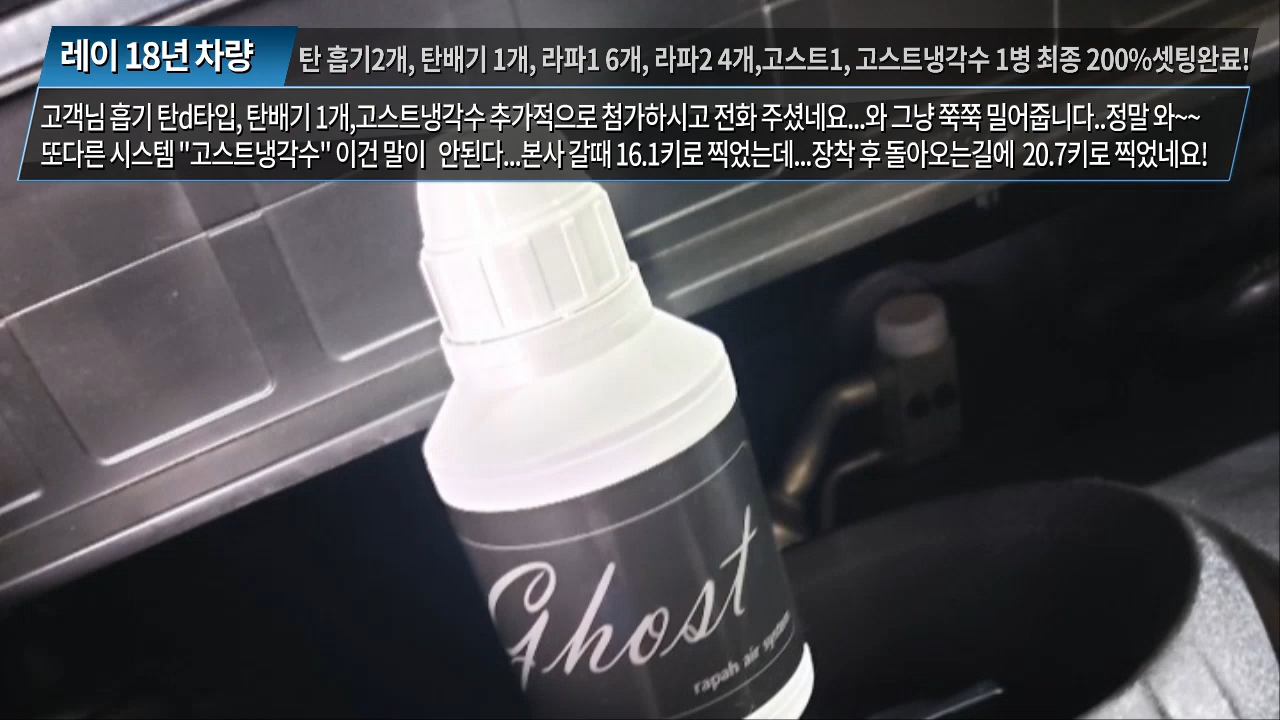 레이 18년 차량
탄 흡기2개, 탄배기 1개, 라파1 6개, 라파2 4개,고스트1, 고스트냉각수 1병 최종 200%셋팅완료!
고객님 흡기 탄d타입, 탄배기 1개,고스트냉각수 추가적으로 첨가하시고 전화 주셨네요...와 그냥 쭉쭉 밀어줍니다..정말 와~~
또다른 시스템 "고스트냉각수" 이건 말이 안된다...본사 갈때 16.1키로 찍었는데...장착 후 돌아오는길에 20.7키로 찍었네요!
Ghost
rapah air system